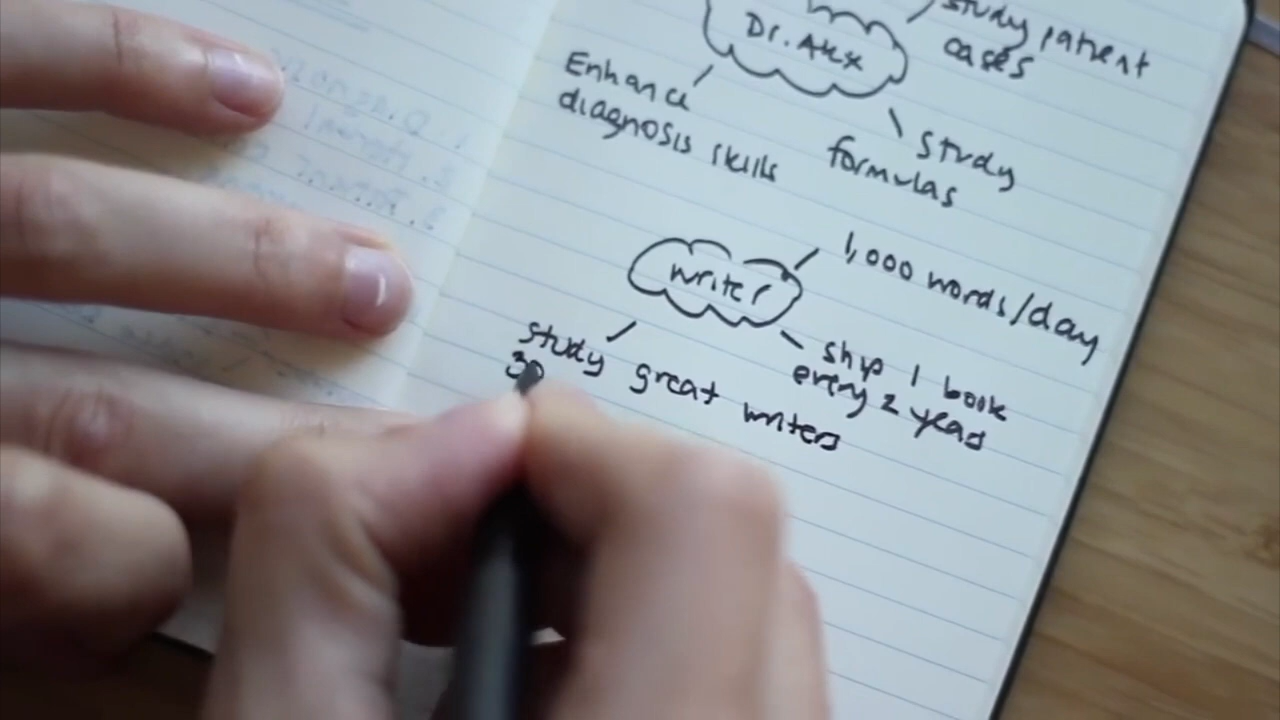 study patient
cases
Dr. Alex
Enhance
diagnosis skills
study
formulas
writer
1,000 words/day
ship 1 book
every 2 years
study great writers
30